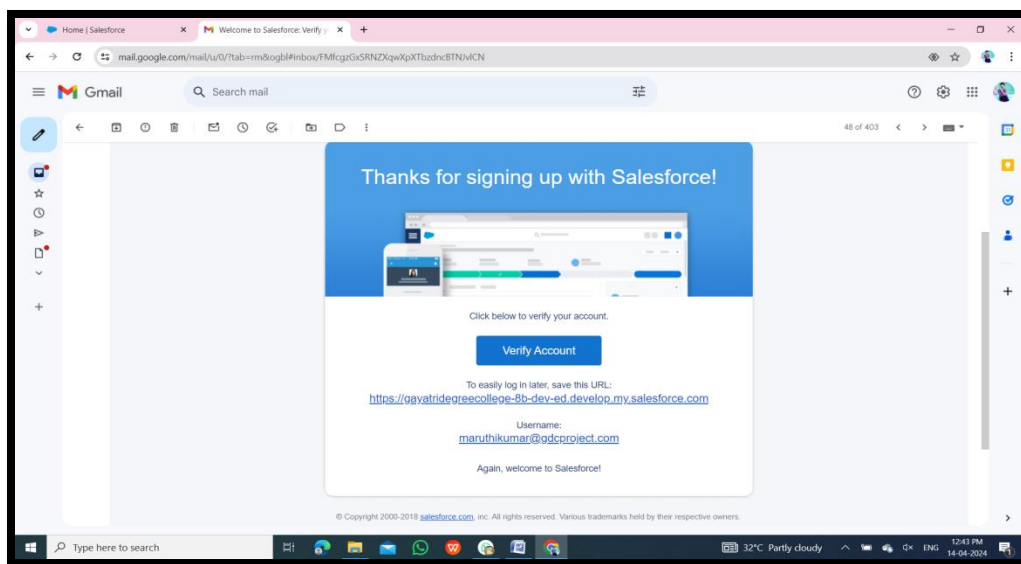 Home | Salesforce
Welcome to Salesforce: Verify y
mail.google.com/mail/u/0/?tab=rm&ogbl#inbox/FMfcgzGxSRNZXqwXpXTbzdncBTNJvlCN
Gmail
Search mail
48 of 403
Thanks for signing up with Salesforce!
Click below to verify your account.
Verify Account
To easily log in later, save this URL:
https://gayatridegreecollege-8b-dev-ed.develop.my.salesforce.com
Username:
maruthikumar@gdcproject.com
Again, welcome to Salesforce!
© Copyright 2000-2018 salesforce.com, inc. All rights reserved. Various trademarks held by their respective owners.
Type here to search
32°C Partly cloudy
ENG
12:43 PM
14-04-2024